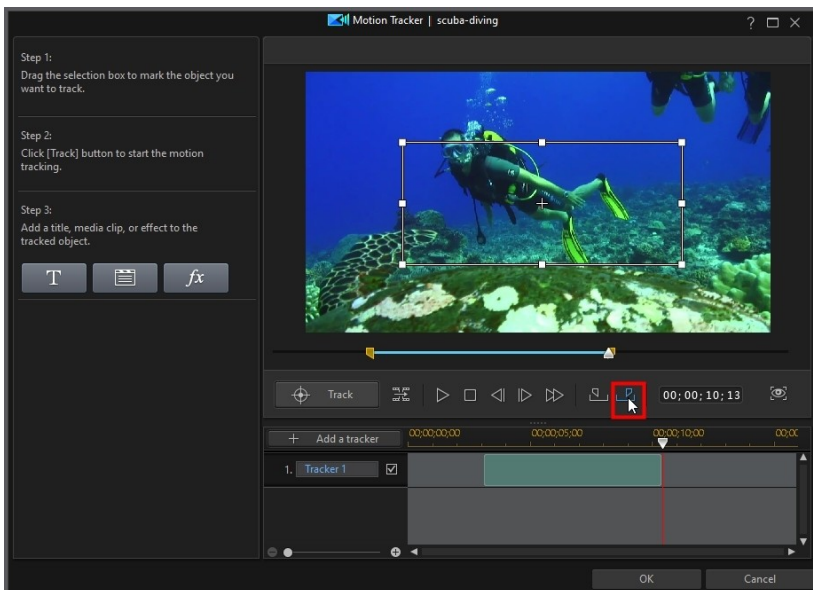 Motion Tracker | scuba-diving
?
Step 1:
Drag the selection box to mark the object you
want to track.
Step 2:
Click [Track] button to start the motion
tracking.
Step 3:
Add a title, media clip, or effect to the
tracked object.
T
fx
Track
00; 00; 10; 13
+ Add a tracker
00;00;00;00
00;00;05;00
00;00;10;00
1. Tracker 1
OK
Cancel